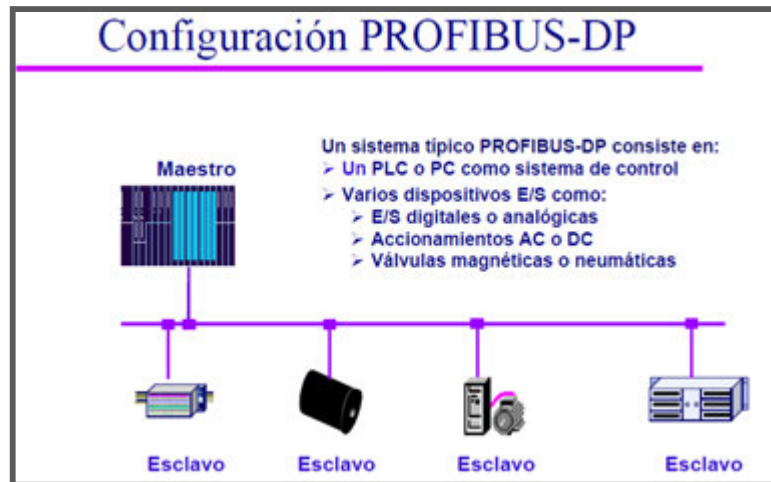 Configuración PROFIBUS-DP
Maestro
Un sistema típico PROFIBUS-DP consiste en:
➢ Un PLC o PC como sistema de control
➢ Varios dispositivos E/S como:
➢ E/S digitales o analógicas
➢ Accionamientos AC o DC
➢ Válvulas magnéticas o neumáticas
Esclavo
Esclavo
Esclavo
Esclavo